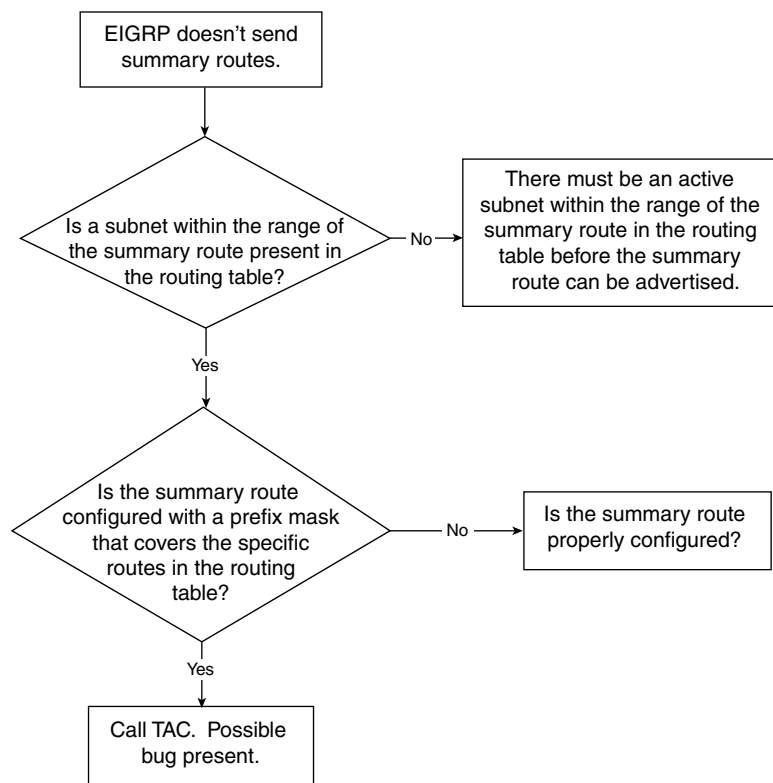 EIGRP doesn't send
summary routes.
Is a subnet within the range of
the summary route present in
the routing table?
No
There must be an active
subnet within the range of the
summary route in the routing
table before the summary
route can be advertised.
Yes
Is the summary route
configured with a prefix mask
that covers the specific
routes in the routing
table?
No
Is the summary route
properly configured?
Yes
Call TAC.  Possible
bug present.